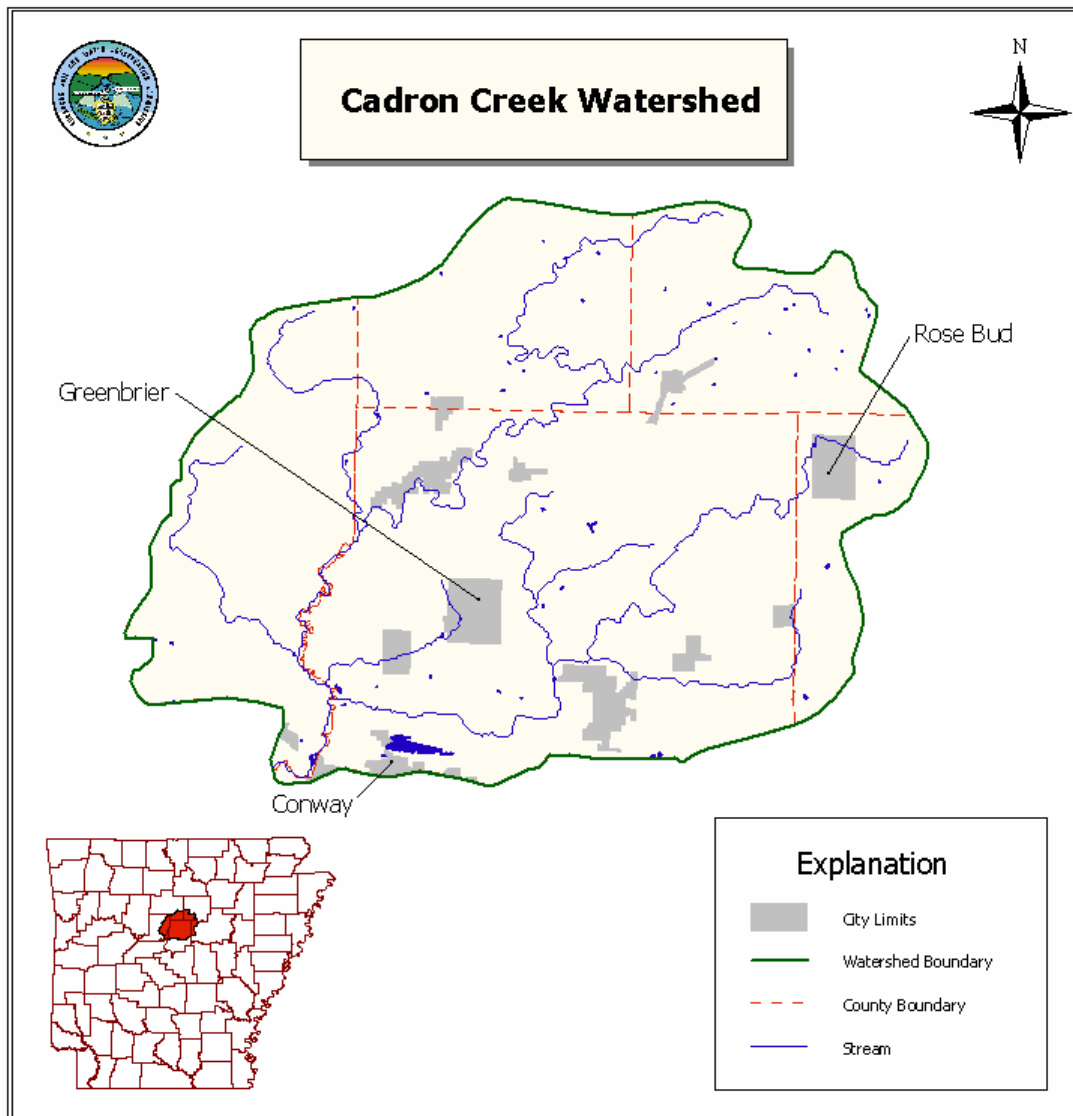 Cadron Creek Watershed
N
Rose Bud
Greenbrier
Conway
Explanation
City Limits
Watershed Boundary
County Boundary
Stream